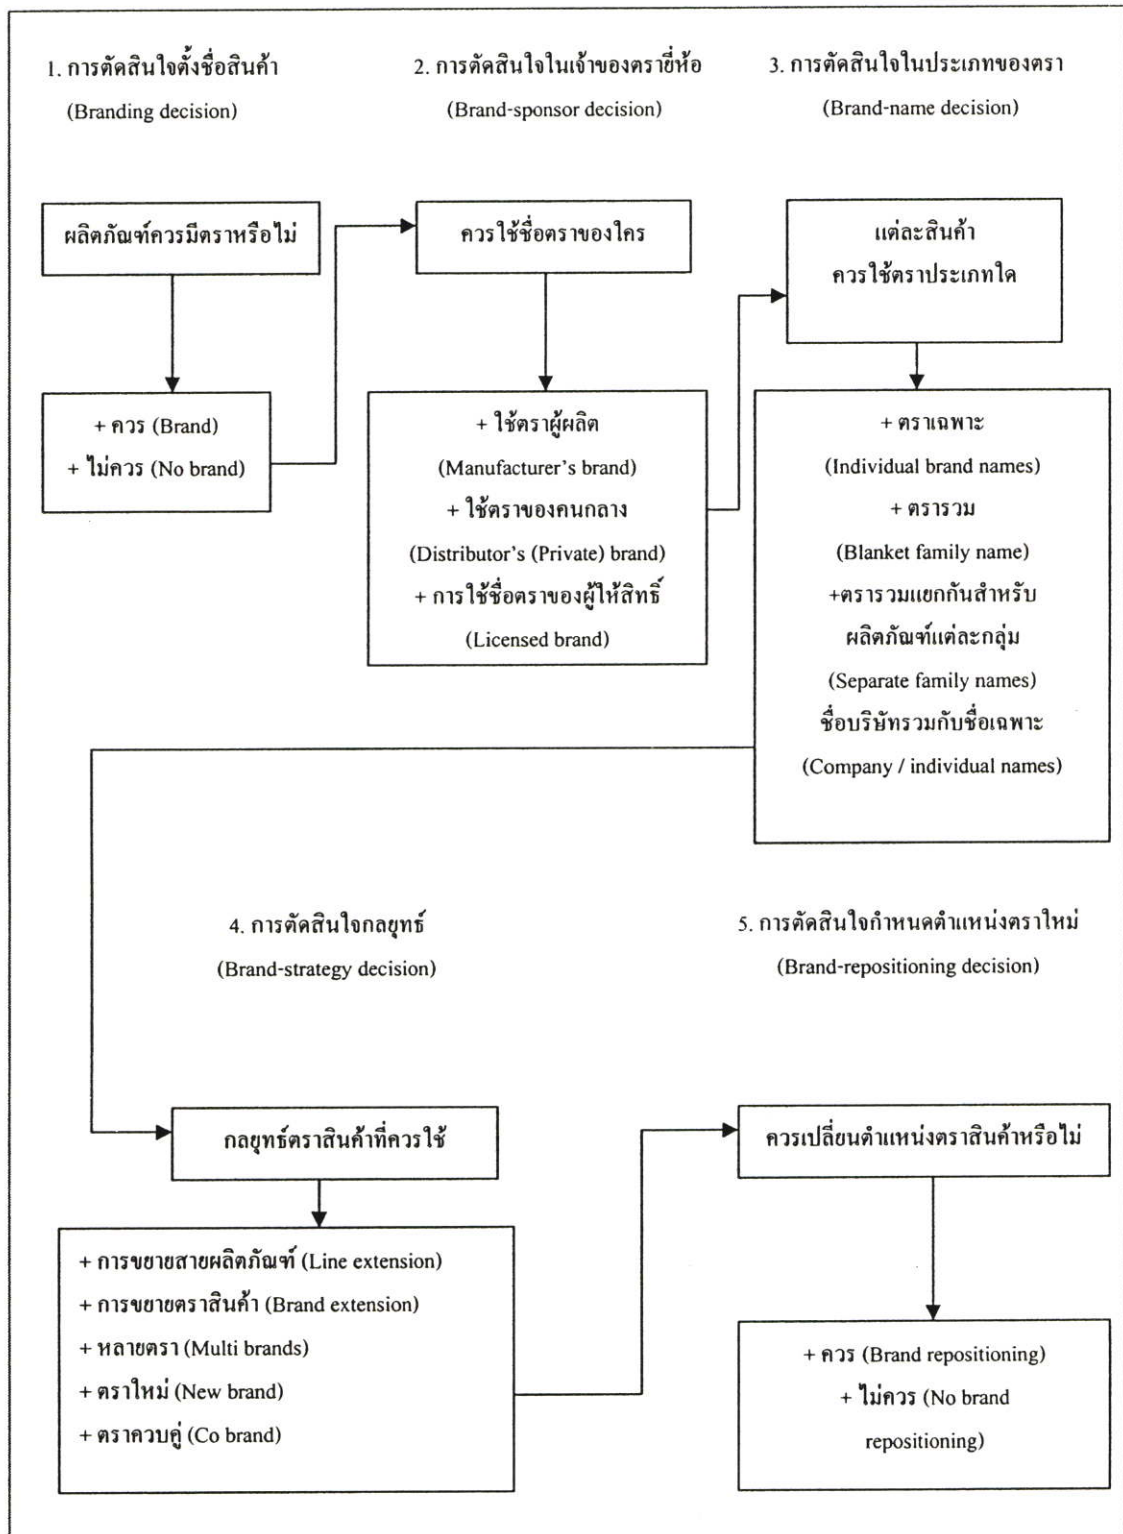 1. การตัดสินใจตั้งชื่อสินค้า
(Branding decision)
2. การตัดสินใจในเจ้าของตรายี่ห้อ
(Brand-sponsor decision)
3. การตัดสินใจในประเภทของตรา
(Brand-name decision)
ผลิตภัณฑ์ควรมีตราหรือไม่
ควรใช้ชื่อตราของใคร
แต่ละสินค้า
ควรใช้ตราประเภทใด
+ ควร (Brand)
+ ไม่ควร (No brand)
+ ใช้ตราผู้ผลิต
(Manufacturer's brand)
+ ใช้ตราของคนกลาง
(Distributor's (Private) brand)
+ การใช้ชื่อตราของผู้ให้สิทธิ์
(Licensed brand)
+ ตราเฉพาะ
(Individual brand names)
+ ตรารวม
(Blanket family name)
+ตรารวมแยกกันสำหรับ
ผลิตภัณฑ์แต่ละกลุ่ม
(Separate family names)
ชื่อบริษัทรวมกับชื่อเฉพาะ
(Company / individual names)
4. การตัดสินใจกลยุทธ์
(Brand-strategy decision)
5. การตัดสินใจกำหนดตำแหน่งตราใหม่
(Brand-repositioning decision)
กลยุทธ์ตราสินค้าที่ควรใช้
ควรเปลี่ยนตำแหน่งตราสินค้าหรือไม่
+ การขยายสายผลิตภัณฑ์ (Line extension)
+ การขยายตราสินค้า (Brand extension)
+ หลายตรา (Multi brands)
+ ตราใหม่ (New brand)
+ ตราควบคู่ (Co brand)
+ ควร (Brand repositioning)
+ ไม่ควร (No brand
repositioning)